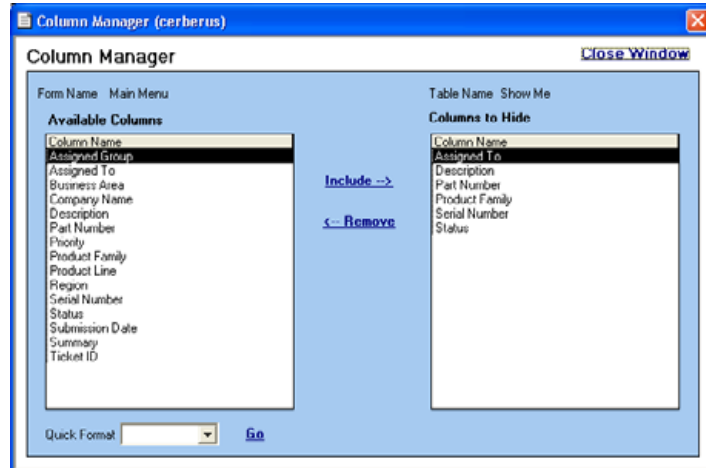 Column Manager (cerberus)
Column Manager
Close Window
Form Name Main Menu
Table Name Show Me
Available Columns
Columns to Hide
Column Name
Assigned Group
Assigned To
Business Area
Company Name
Description
Part Number
Priority
Product Family
Product Line
Region
Serial Number
Status
Submission Date
Summary
Ticket ID
Include -->
<-- Remove
Column Name
Assigned To
Description
Part Number
Product Family
Serial Number
Status
Quick Format
Go